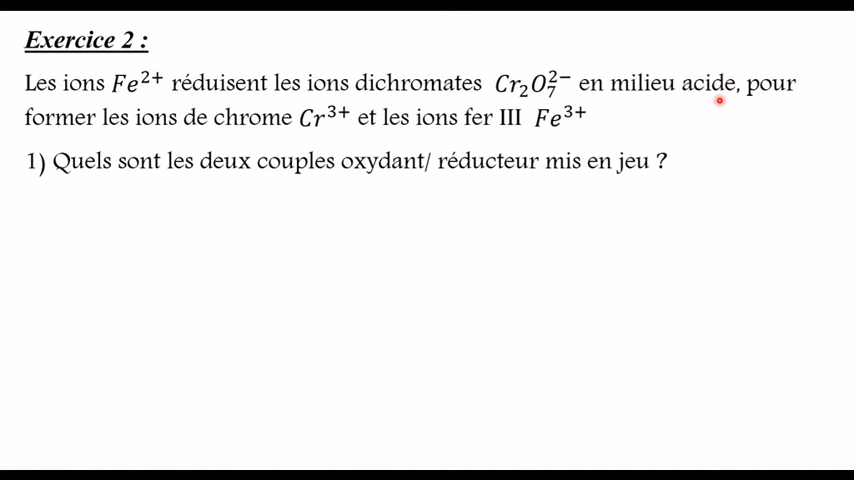 Exercice 2 :
Les ions Fe²⁺ réduisent les ions dichromates Cr₂O₇²⁻ en milieu acide, pour
former les ions de chrome Cr³⁺ et les ions fer III Fe³⁺
1) Quels sont les deux couples oxydant/ réducteur mis en jeu ?